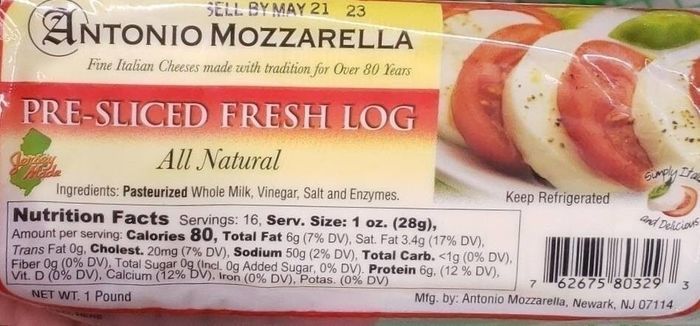 SELL BY MAY 21 23
ANTONIO MOZZARELLA
Fine Italian Cheeses made with tradition for Over 80 Years
PRE-SLICED FRESH LOG
Jersey Made
All Natural
Ingredients: Pasteurized Whole Milk, Vinegar, Salt and Enzymes.
Keep Refrigerated
Simply
and Delicious
Nutrition Facts Servings: 16, Serv. Size: 1 oz. (28g),
Amount per serving: Calories 80, Total Fat 6g (7% DV), Sat. Fat 3.4g (17% DV),
Trans Fat 0g, Cholest. 20mg (7% DV), Sodium 50g (2% DV), Total Carb. <1g (0% DV),
Fiber 0g (0% DV), Total Sugar 0g (Incl. 0g Added Sugar, 0% DV). Protein 6g, (12 % DV),
Vit. D (0% DV), Calcium (12% DV), Iron (0% DV), Potas. (0% DV)
7 62675 80329 3
NET WT. 1 Pound
Mfg. by: Antonio Mozzarella, Newark, NJ 07114